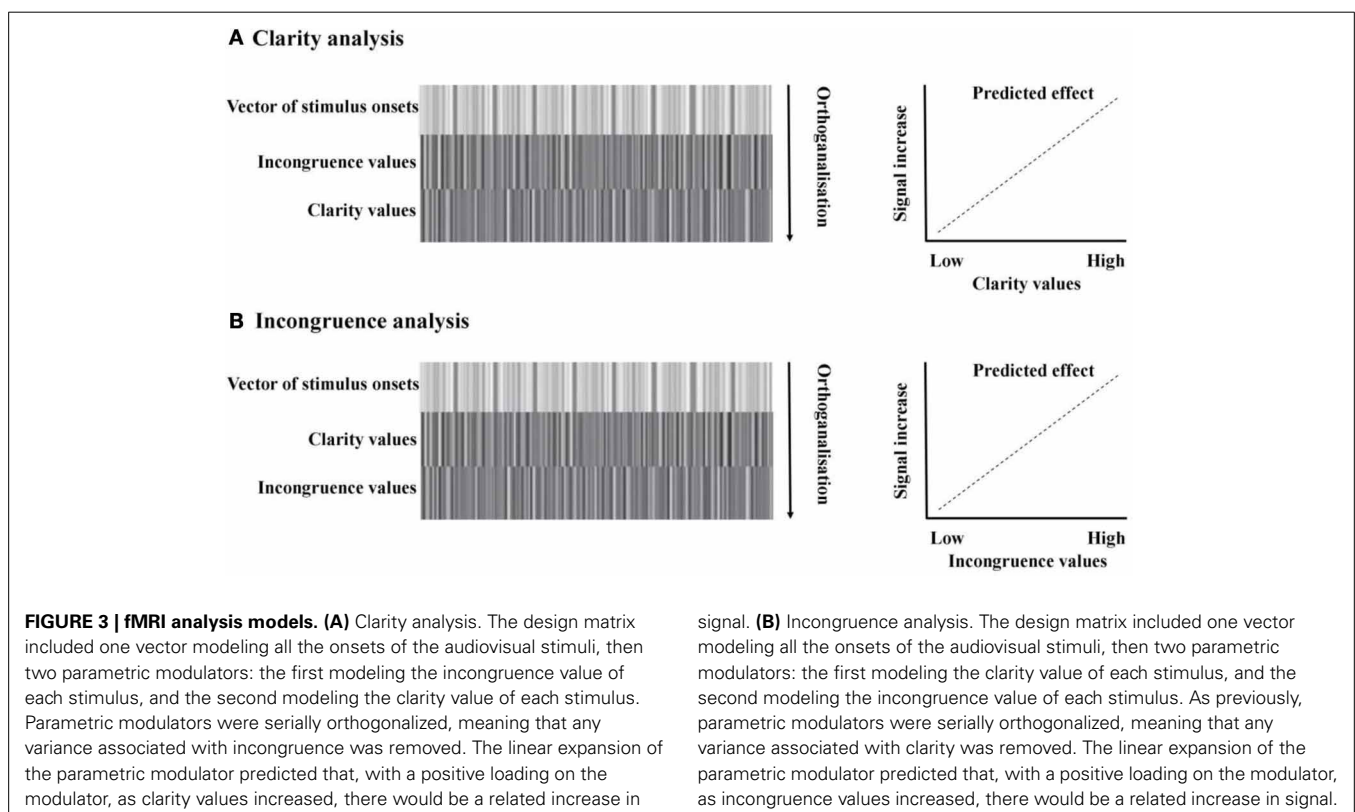 A Clarity analysis
Vector of stimulus onsets
Incongruence values
Clarity values
Orthoganalisation
Predicted effect
Signal increase
Low High
Clarity values
B Incongruence analysis
Vector of stimulus onsets
Clarity values
Incongruence values
Orthoganalisation
Predicted effect
Signal increase
Low High
Incongruence values
FIGURE 3 | fMRI analysis models. (A) Clarity analysis. The design matrix
included one vector modeling all the onsets of the audiovisual stimuli, then
two parametric modulators: the first modeling the incongruence value of
each stimulus, and the second modeling the clarity value of each stimulus.
Parametric modulators were serially orthogonalized, meaning that any
variance associated with incongruence was removed. The linear expansion of
the parametric modulator predicted that, with a positive loading on the
modulator, as clarity values increased, there would be a related increase in
signal. (B) Incongruence analysis. The design matrix included one vector
modeling all the onsets of the audiovisual stimuli, then two parametric
modulators: the first modeling the clarity value of each stimulus, and the
second modeling the incongruence value of each stimulus. As previously,
parametric modulators were serially orthogonalized, meaning that any
variance associated with clarity was removed. The linear expansion of the
parametric modulator predicted that, with a positive loading on the modulator,
as incongruence values increased, there would be a related increase in signal.